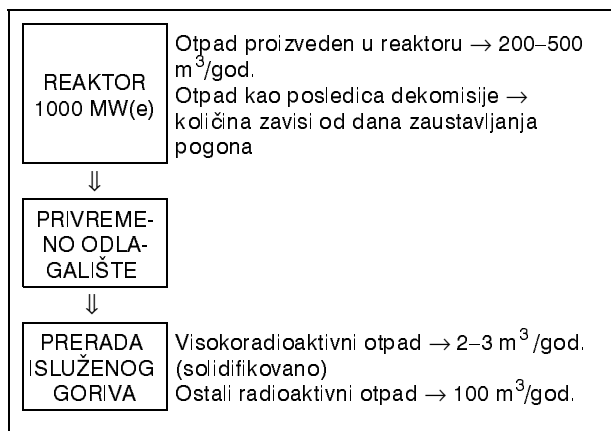 REAKTOR
1000 MW(e)
Otpad proizveden u reaktoru → 200–500
m³/god.
Otpad kao posledica dekomisije →
količina zavisi od dana zaustavljanja
pogona
⇓
PRIVREME-
NO ODLA-
GALIŠTE
⇓
PRERADA
ISLUŽENOG
GORIVA
Visokoradioaktivni otpad → 2–3 m³/god.
(solidifikovano)
Ostali radioaktivni otpad → 100 m³/god.